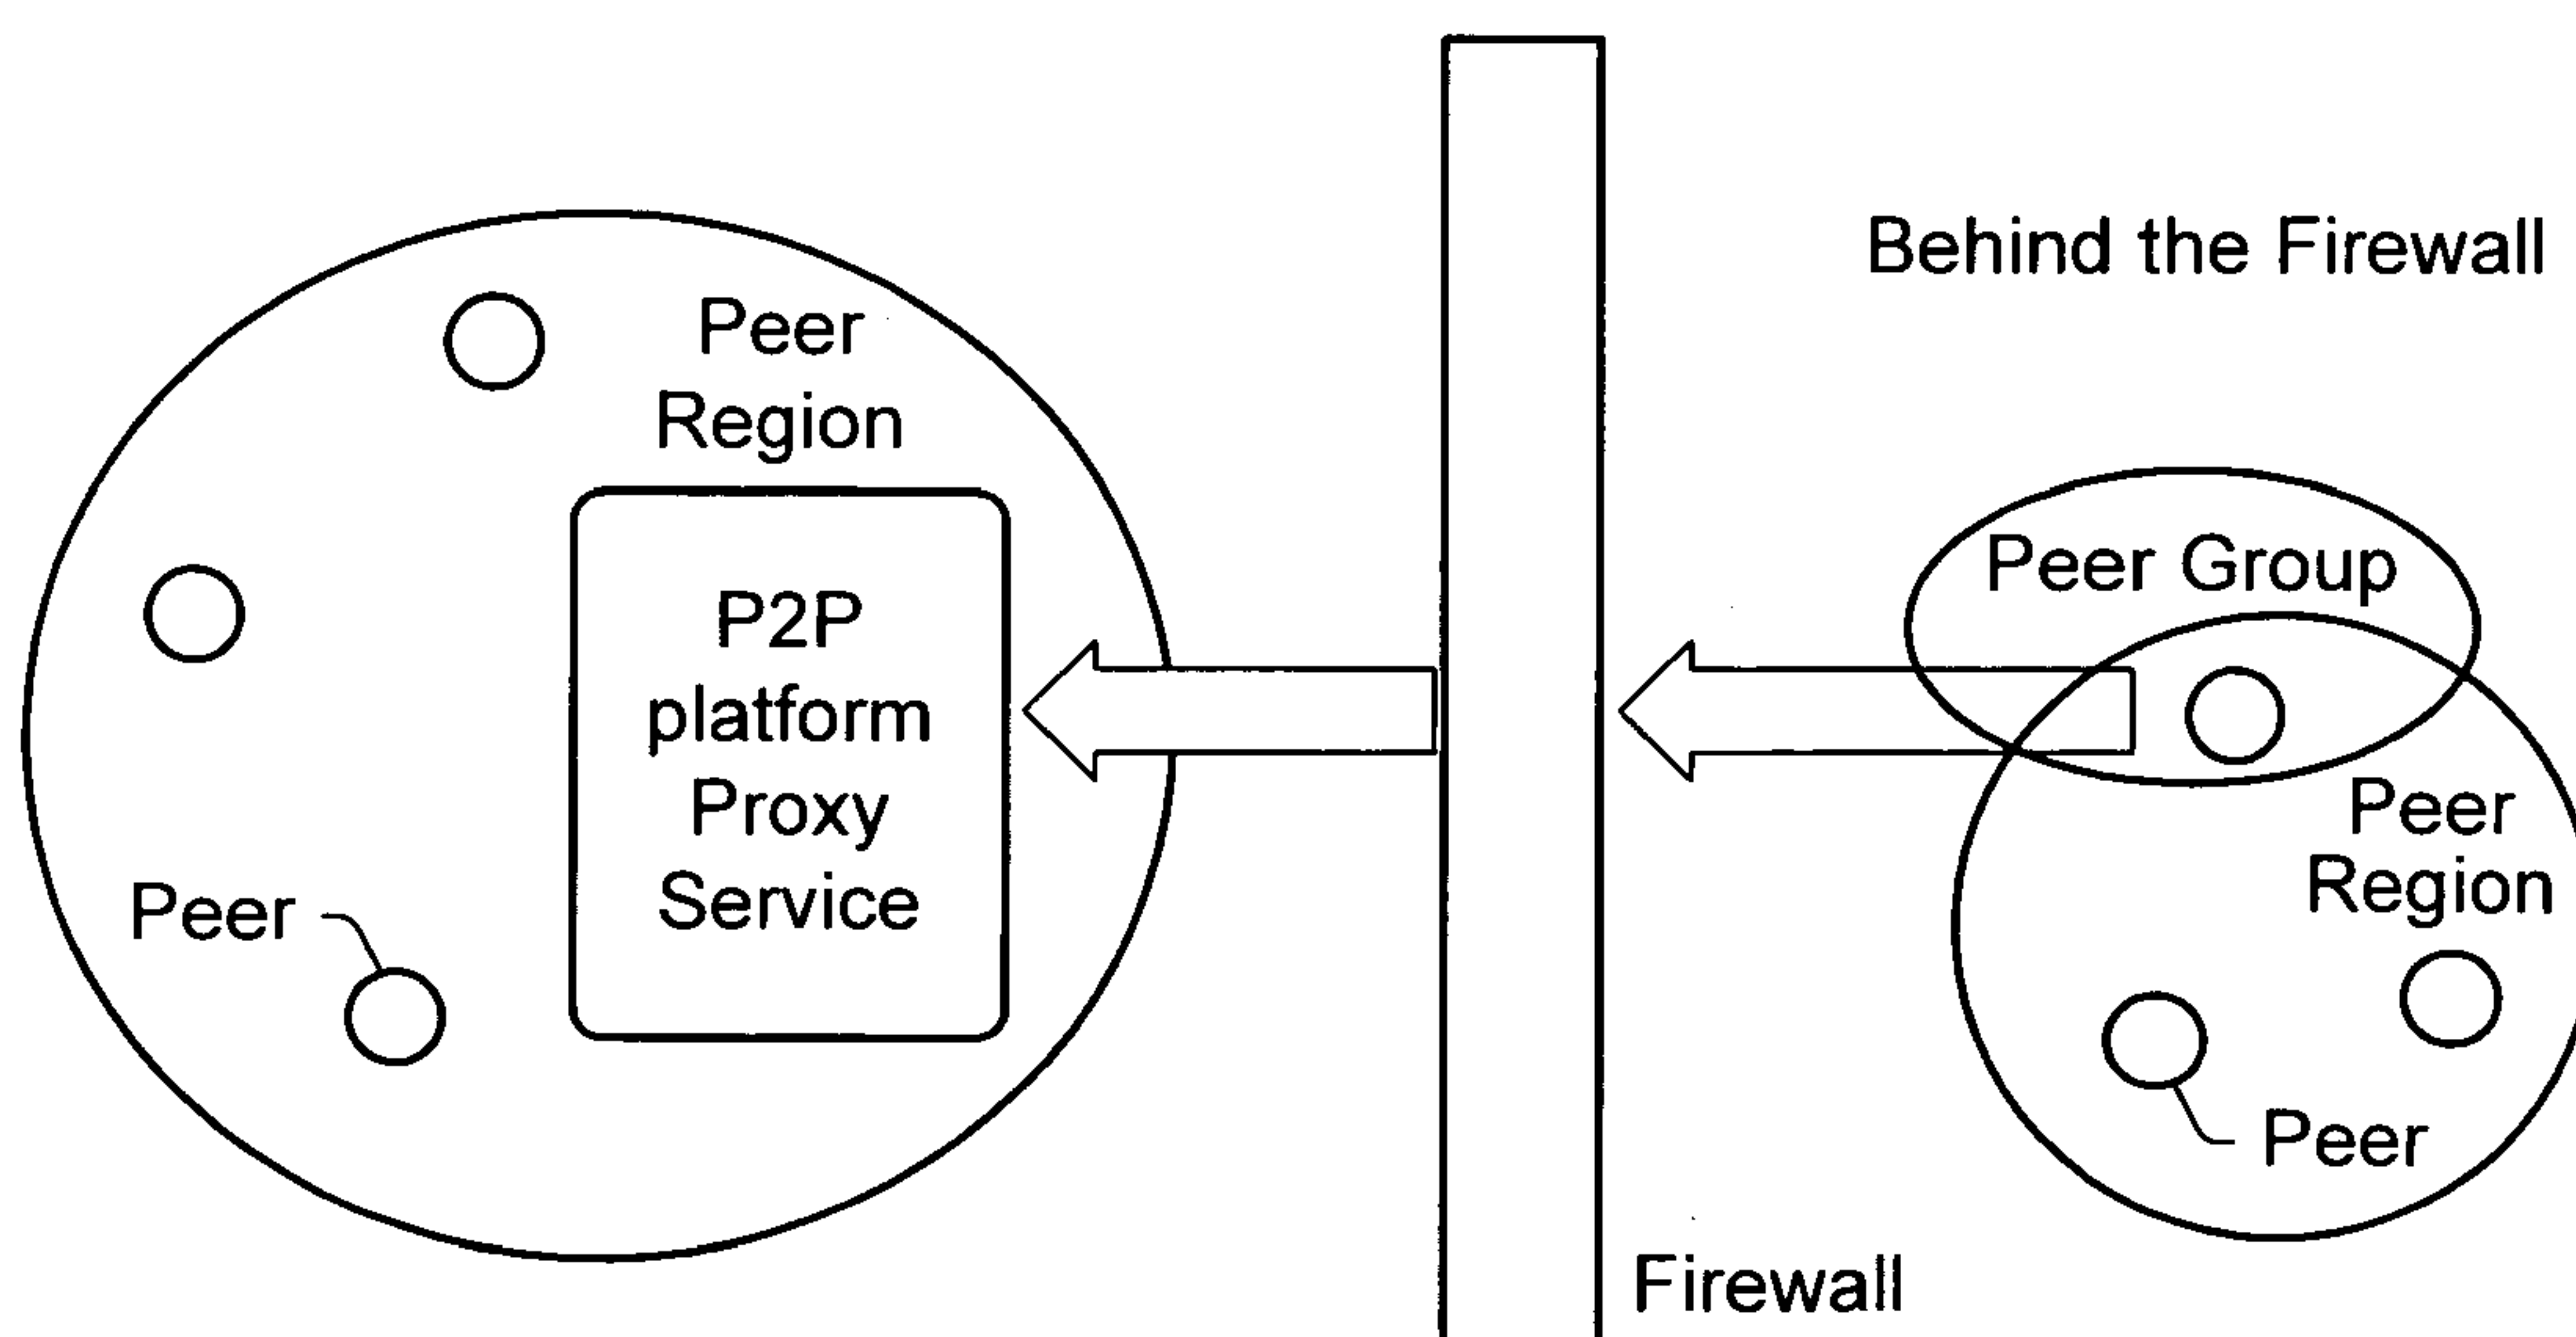 Behind the Firewall
Peer
Region
P2P
platform
Proxy
Service
Peer
Peer Group
Peer
Region
Peer
Firewall